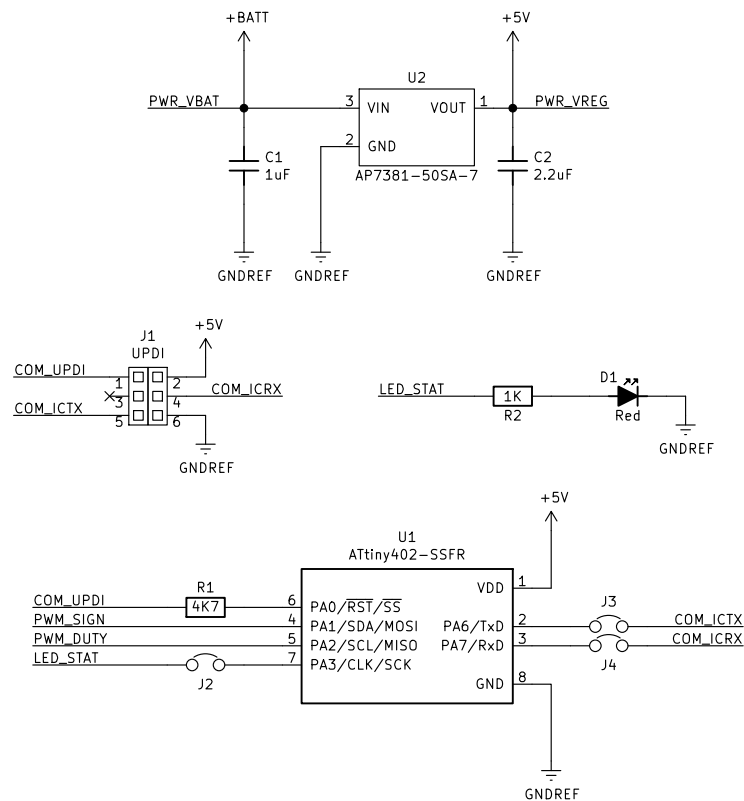 +BATT
+5V
U2
PWR_VBAT
3 VIN VOUT 1
PWR_VREG
2 GND
AP7381-50SA-7
C1
1uF
C2
2.2uF
GNDREF GNDREF GNDREF
J1
UPDI
+5V
COM_UPDI
1 2
COM_ICRX
3 4
COM_ICTX
5 6
GNDREF
LED_STAT
1K
R2
D1
Red
GNDREF
+5V
U1
ATtiny402-SSFR
VDD 1
COM_UPDI
R1
4K7
6 PA0/RST/SS
PWM_SIGN 4 PA1/SDA/MOSI
PA6/TxD 2
J3
COM_ICTX
PWM_DUTY 5 PA2/SCL/MISO
PA7/RxD 3
J4
COM_ICRX
LED_STAT
J2
7 PA3/CLK/SCK
GND 8
GNDREF